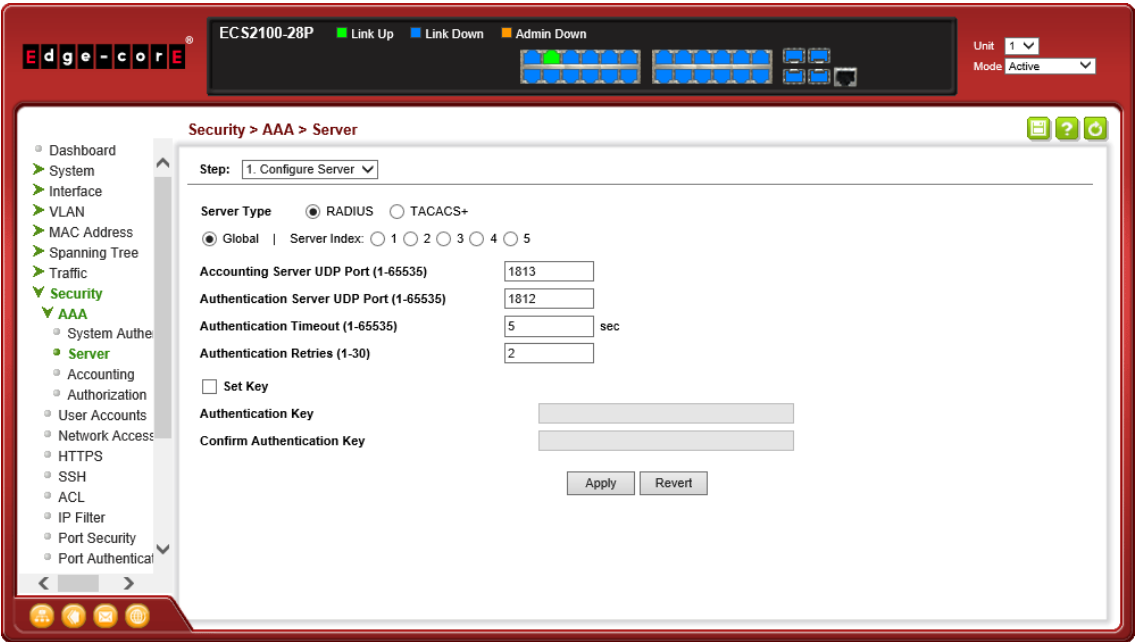 Edge-corE®
ECS2100-28P Link Up Link Down Admin Down
Unit 1
Mode Active
Security > AAA > Server
?
Dashboard
System
Interface
VLAN
MAC Address
Spanning Tree
Traffic
Security
AAA
System Authe
Server
Accounting
Authorization
User Accounts
Network Access
HTTPS
SSH
ACL
IP Filter
Port Security
Port Authenticat
Step: 1. Configure Server
Server Type RADIUS TACACS+
Global | Server Index: 1 2 3 4 5
Accounting Server UDP Port (1-65535) 1813
Authentication Server UDP Port (1-65535) 1812
Authentication Timeout (1-65535) 5 sec
Authentication Retries (1-30) 2
Set Key
Authentication Key
Confirm Authentication Key
Apply Revert